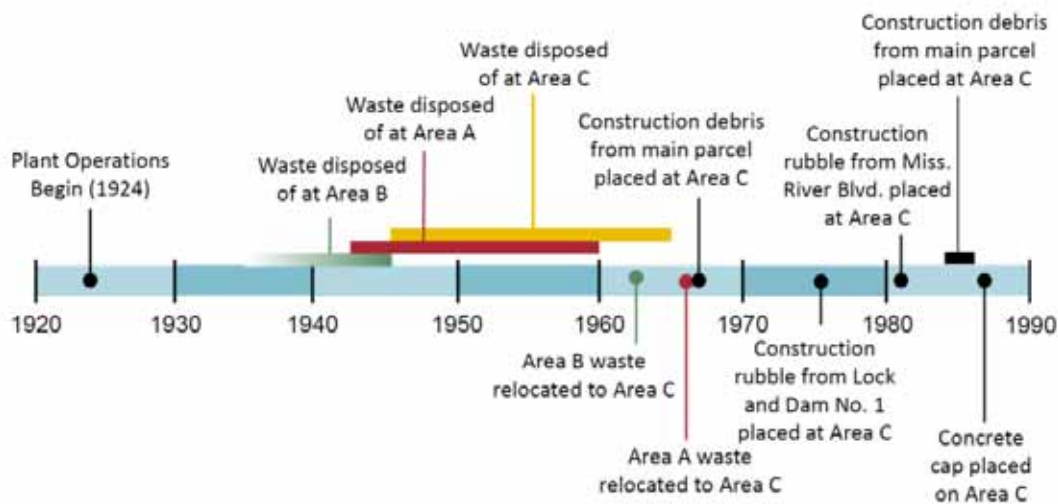 Plant Operations
Begin (1924)
Waste disposed
of at Area B
Waste disposed
of at Area A
Waste disposed
of at Area C
Construction debris
from main parcel
placed at Area C
Construction
rubble from Miss.
River Blvd. placed
at Area C
Construction debris
from main parcel
placed at Area C
1920
1930
1940
1950
1960
1970
1980
1990
Area B waste
relocated to Area C
Area A waste
relocated to Area C
Construction
rubble from Lock
and Dam No. 1
placed at Area C
Concrete
cap placed
on Area C